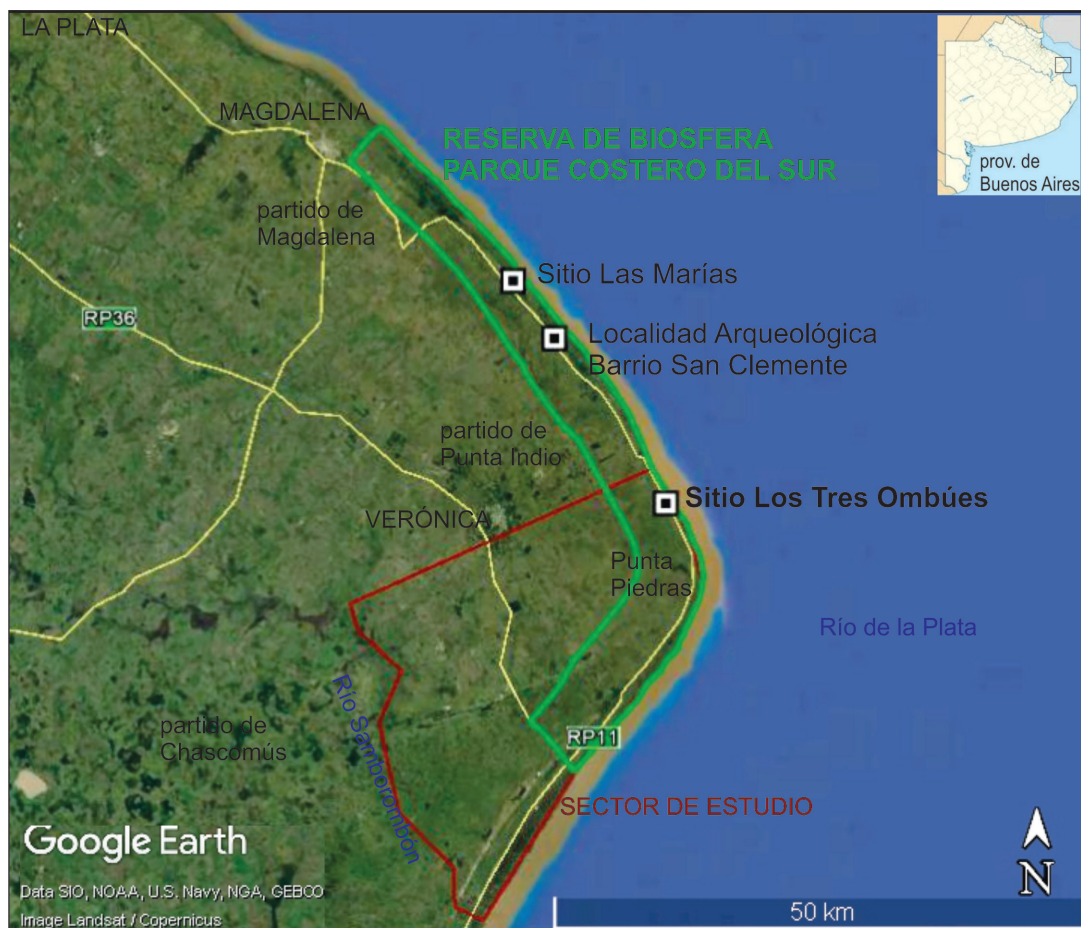 LA PLATA
MAGDALENA
RESERVA DE BIOSFERA
PARQUE COSTERO DEL SUR
prov. de
Buenos Aires
partido de
Magdalena
Sitio Las Marías
RP36
Localidad Arqueológica
Barrio San Clemente
partido de
Punta Indio
Sitio Los Tres Ombúes
VERÓNICA
Punta
Piedras
Río de la Plata
Río Samborombón
partido de
Chascomús
RP11
SECTOR DE ESTUDIO
Google Earth
N
Data SIO, NOAA, U.S. Navy, NGA, GEBCO
Image Landsat / Copernicus
50 km